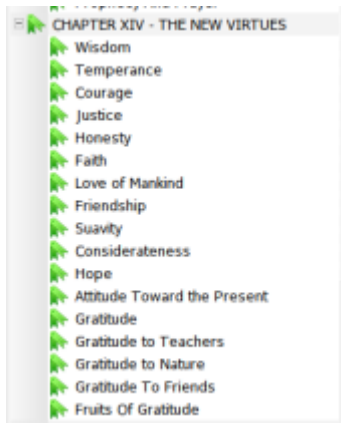 CHAPTER XIV - THE NEW VIRTUES
Wisdom
Temperance
Courage
Justice
Honesty
Faith
Love of Mankind
Friendship
Suavity
Considerateness
Hope
Attitude Toward the Present
Gratitude
Gratitude to Teachers
Gratitude to Nature
Gratitude To Friends
Fruits Of Gratitude